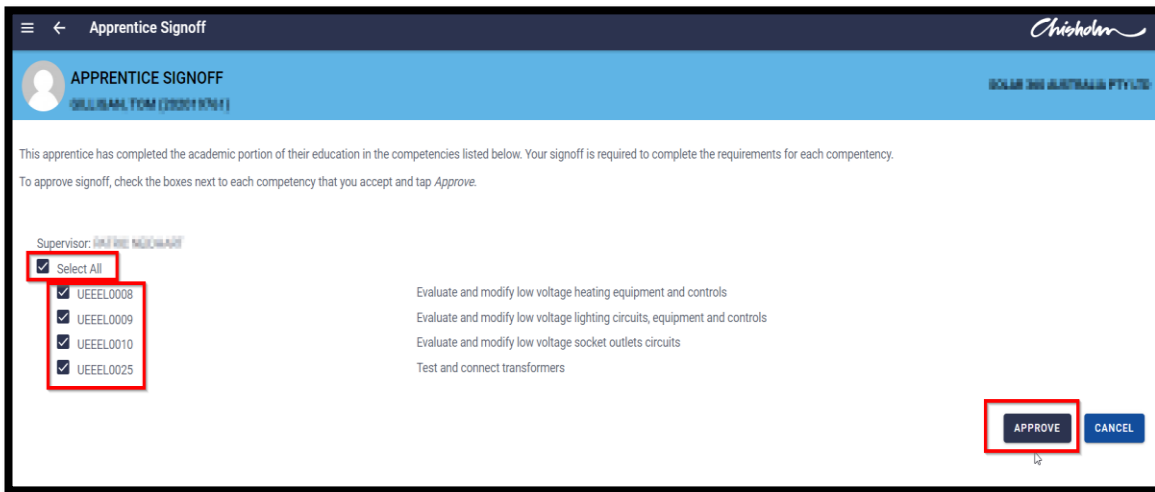 Apprentice Signoff
Chisholm
APPRENTICE SIGNOFF
This apprentice has completed the academic portion of their education in the competencies listed below. Your signoff is required to complete the requirements for each compentency.
To approve signoff, check the boxes next to each competency that you accept and tap Approve.
Supervisor:
Select All
UEEEL0008 Evaluate and modify low voltage heating equipment and controls
UEEEL0009 Evaluate and modify low voltage lighting circuits, equipment and controls
UEEEL0010 Evaluate and modify low voltage socket outlets circuits
UEEEL0025 Test and connect transformers
APPROVE CANCEL